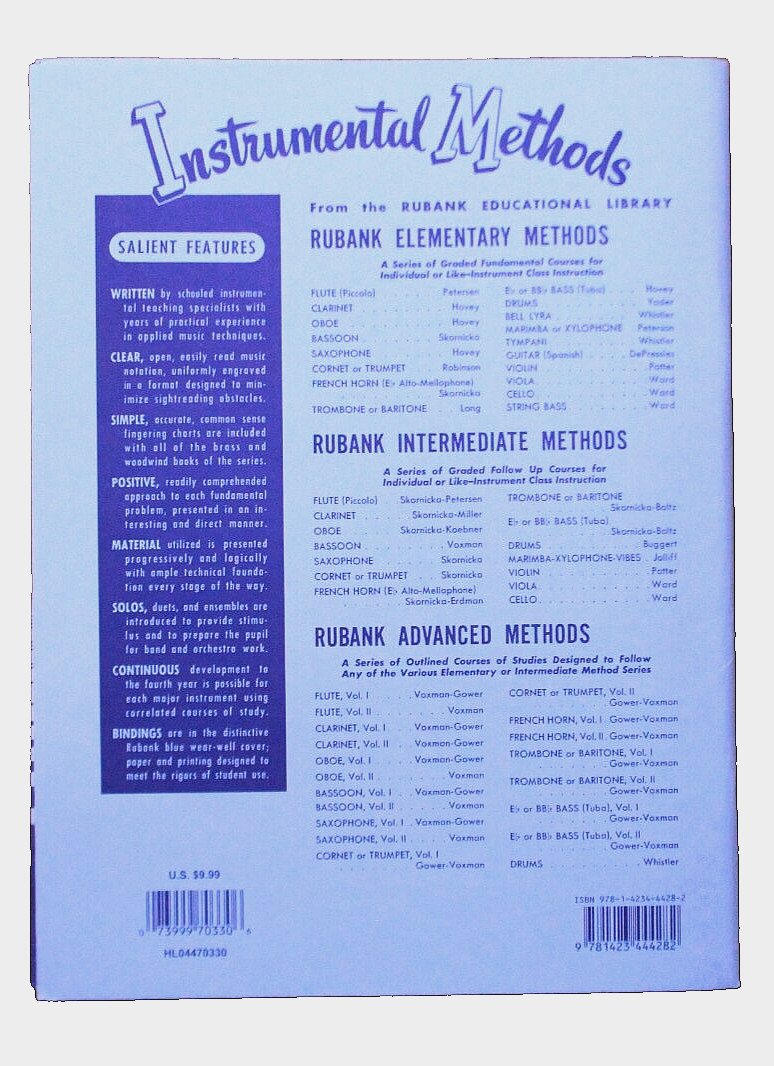 Instrumental Methods
From the RUBANK EDUCATIONAL LIBRARY
SALIENT FEATURES
WRITTEN by schooled instrumen-
tal teaching specialists with
years of practical experience
in applied music techniques.
CLEAR, open, easily read music
notation, uniformly engraved
in a format designed to min-
imize sightreading obstacles.
SIMPLE, accurate, common sense
fingering charts are included
with all of the brass and
woodwind books of the series.
POSITIVE, readily comprehended
approach to each fundamental
problem, presented in an in-
teresting and direct manner.
MATERIAL utilized is presented
progressively and logically
with ample technical founda-
tion every stage of the way.
SOLOS, duets, and ensembles are
introduced to provide stimu-
lus and to prepare the pupil
for band and orchestra work.
CONTINUOUS development to
the fourth year is possible for
each major instrument using
correlated courses of study.
BINDINGS are in the distinctive
Rubank blue wear-well cover;
paper and printing designed to
meet the rigors of student use.
RUBANK ELEMENTARY METHODS
A Series of Graded Fundamental Courses for
Individual or Like-Instrument Class Instruction
FLUTE (Piccolo) . . . . Petersen
CLARINET . . . . Hovey
OBOE . . . . Hovey
BASSOON . . . . Skornicka
SAXOPHONE . . . . Hovey
CORNET or TRUMPET . . . . Robinson
FRENCH HORN (E♭ Alto-Mellophone)
. . . . Skornicka
TROMBONE or BARITONE . . Long
E♭ or BB♭ BASS (Tuba) . . . . Hovey
DRUMS . . . . Yoder
BELL LYRA . . . . Whistler
MARIMBA or XYLOPHONE Peterson
TYMPANI . . . . Whistler
GUITAR (Spanish) . . . . DePressles
VIOLIN . . . . Potter
VIOLA . . . . Ward
CELLO . . . . Ward
STRING BASS . . . . Ward
RUBANK INTERMEDIATE METHODS
A Series of Graded Follow Up Courses for
Individual or Like-Instrument Class Instruction
FLUTE (Piccolo) . . Skornicka-Petersen
CLARINET . . . . Skornicka-Miller
OBOE . . . . Skornicka-Koebner
BASSOON . . . . Voxman
SAXOPHONE . . . . Skornicka
CORNET or TRUMPET . . . . Skornicka
FRENCH HORN (E♭ Alto-Mellophone)
. . . . Skornicka-Erdman
TROMBONE or BARITONE
Skornicka-Boltz
E♭ or BB♭ BASS (Tuba)
. . . . Skornicka-Boltz
DRUMS . . . . Buggert
MARIMBA-XYLOPHONE-VIBES . Jolliff
VIOLIN . . . . Potter
VIOLA . . . . Ward
CELLO . . . . Ward
RUBANK ADVANCED METHODS
A Series of Outlined Courses of Studies Designed to Follow
Any of the Various Elementary or Intermediate Method Series
FLUTE, Vol. I . . . . Voxman-Gower
FLUTE, Vol. II . . . . Voxman
CLARINET, Vol. I . . Voxman-Gower
CLARINET, Vol. II . . Voxman-Gower
OBOE, Vol. I . . . . Voxman-Gower
OBOE, Vol. II . . . . Voxman
BASSOON, Vol. I . . Voxman-Gower
BASSOON, Vol. II . . . . Voxman
SAXOPHONE, Vol. I . Voxman-Gower
SAXOPHONE, Vol. II . . . . Voxman
CORNET or TRUMPET, Vol. I
. . . . Gower-Voxman
CORNET or TRUMPET, Vol. II
. . . . Gower-Voxman
FRENCH HORN, Vol. I . Gower-Voxman
FRENCH HORN, Vol. II . Gower-Voxman
TROMBONE or BARITONE, Vol. I
. . . . Gower-Voxman
TROMBONE or BARITONE, Vol. II
. . . . Gower-Voxman
E♭ or BB♭ BASS (Tuba), Vol. I
. . . . Gower-Voxman
E♭ or BB♭ BASS (Tuba), Vol. II
. . . . Gower-Voxman
DRUMS . . . . Whistler
U.S. $9.99
0 73999 70330 6
HL04470330
ISBN 978-1-4234-4428-2
9 781423 444282